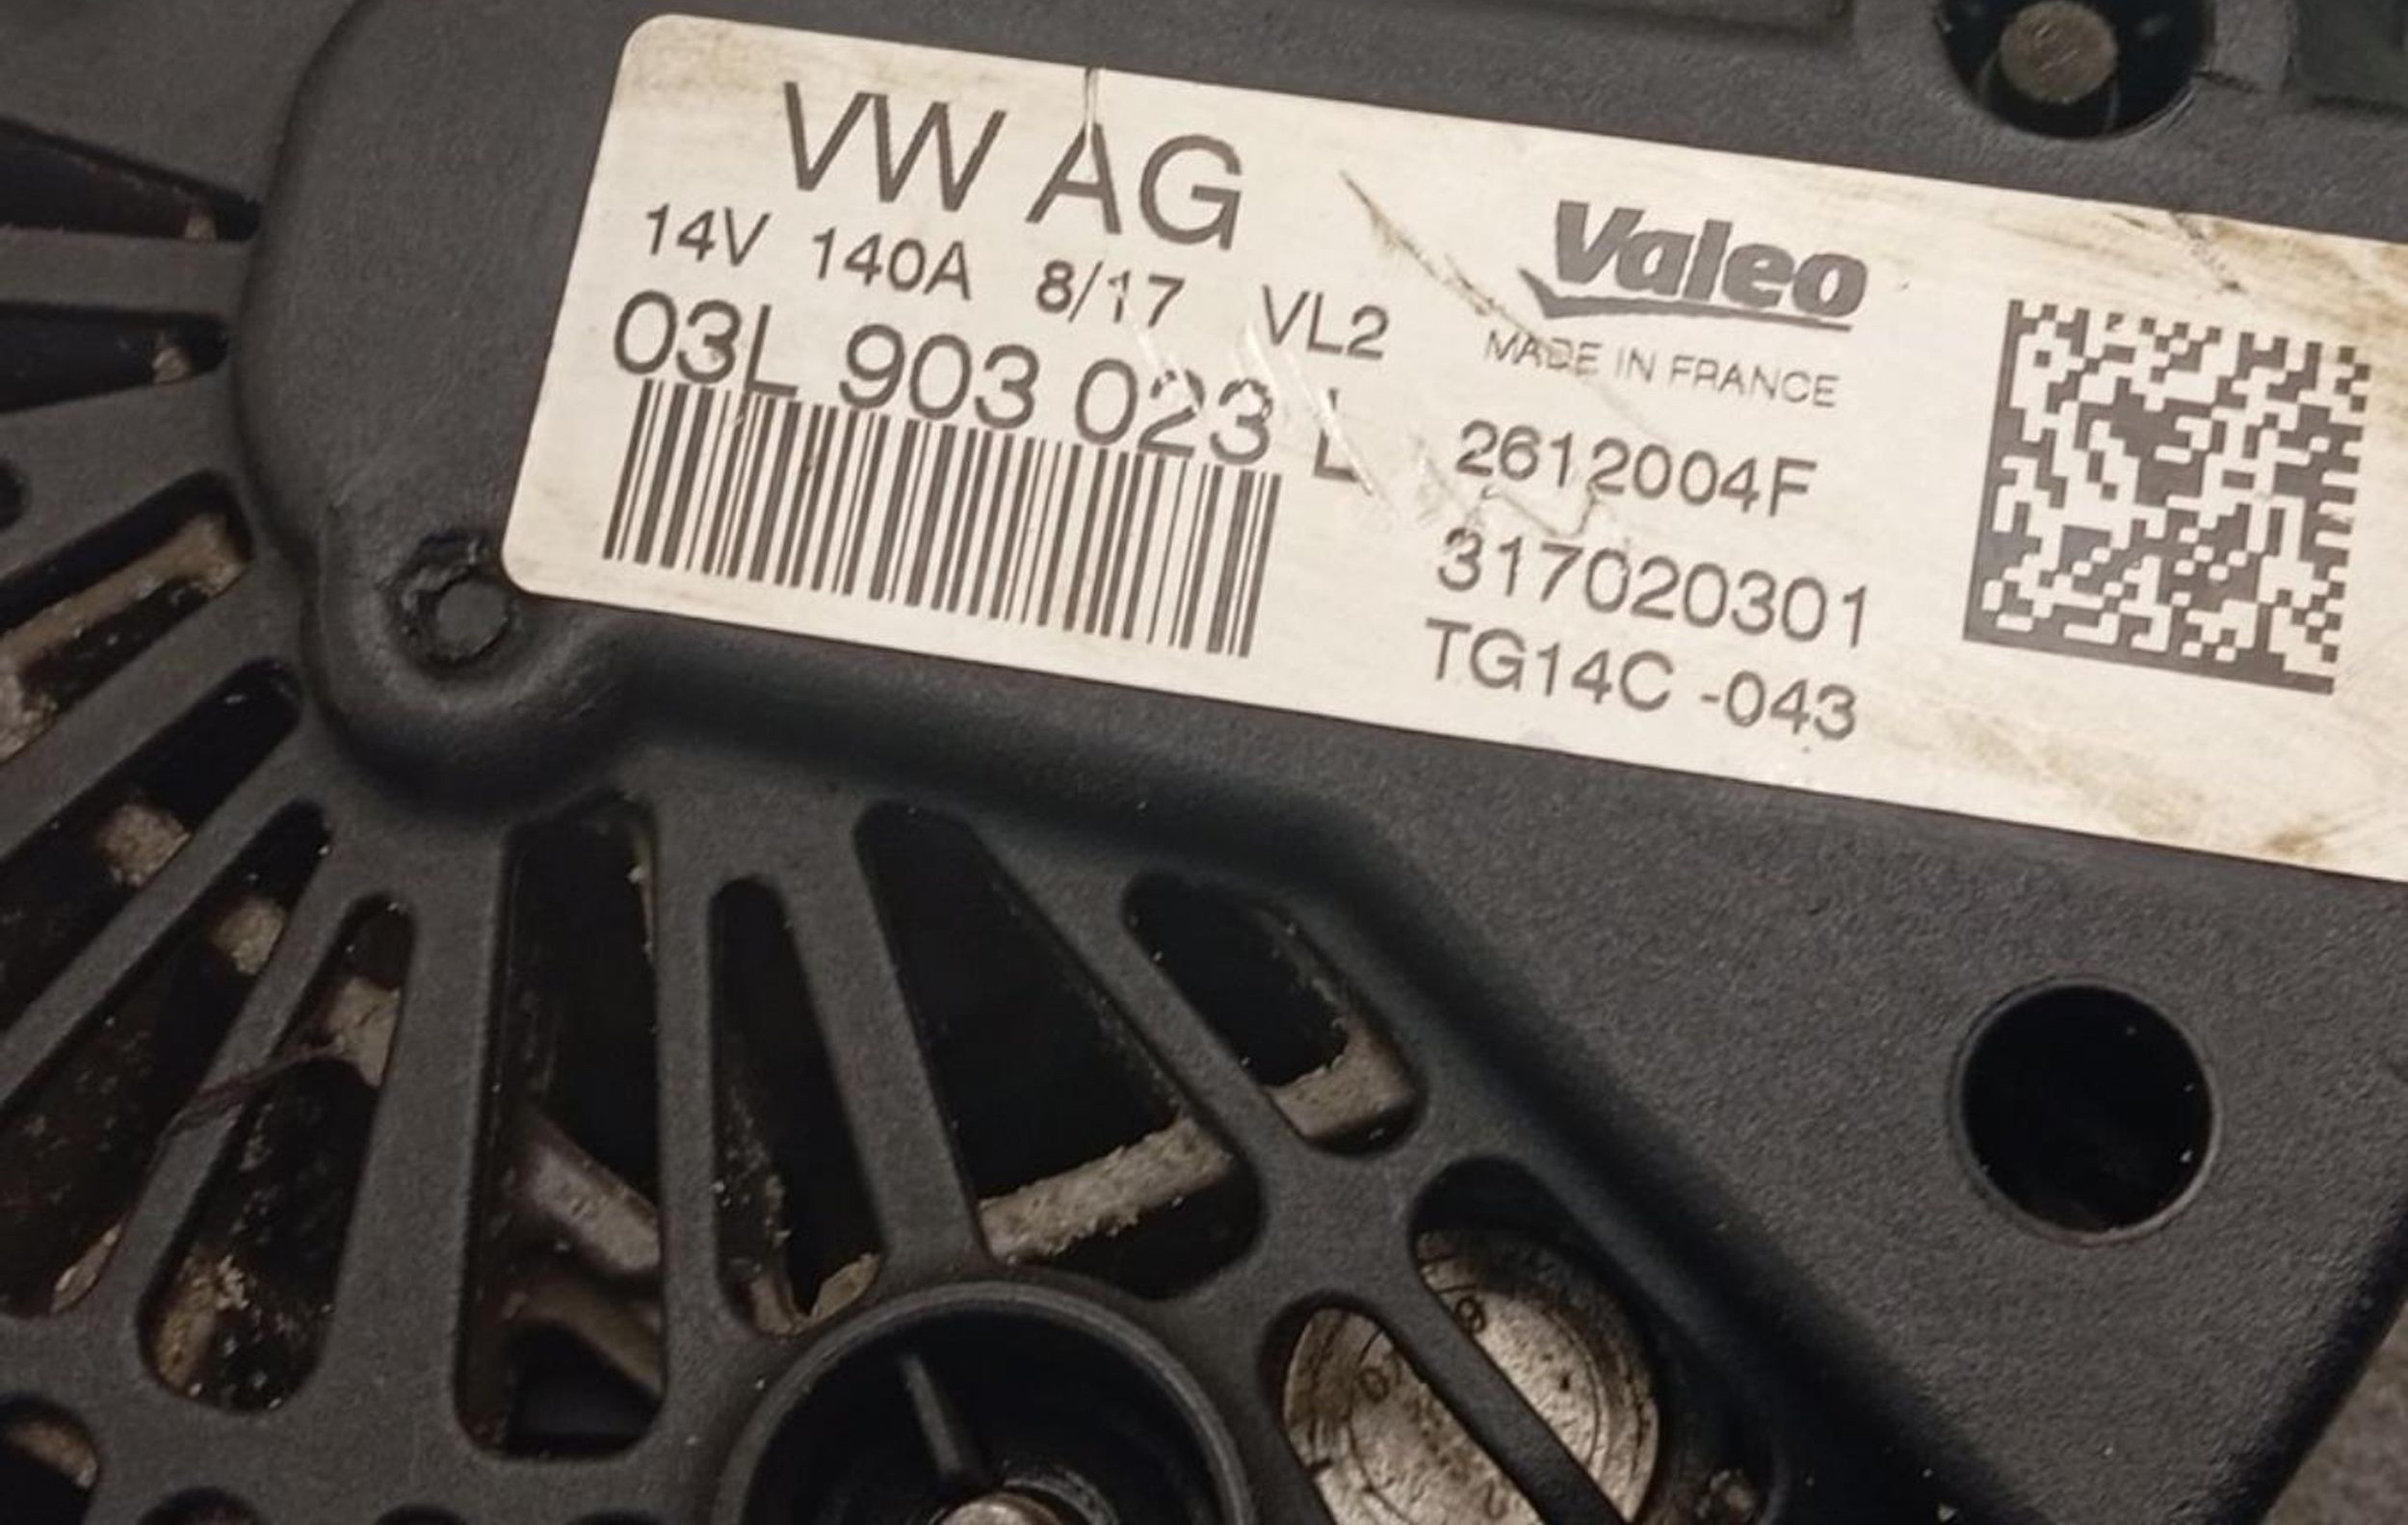 VW AG
14V 140A 8/17 VL2
03L 903 023 L
Valeo
MADE IN FRANCE
2612004F
317020301
TG14C -043